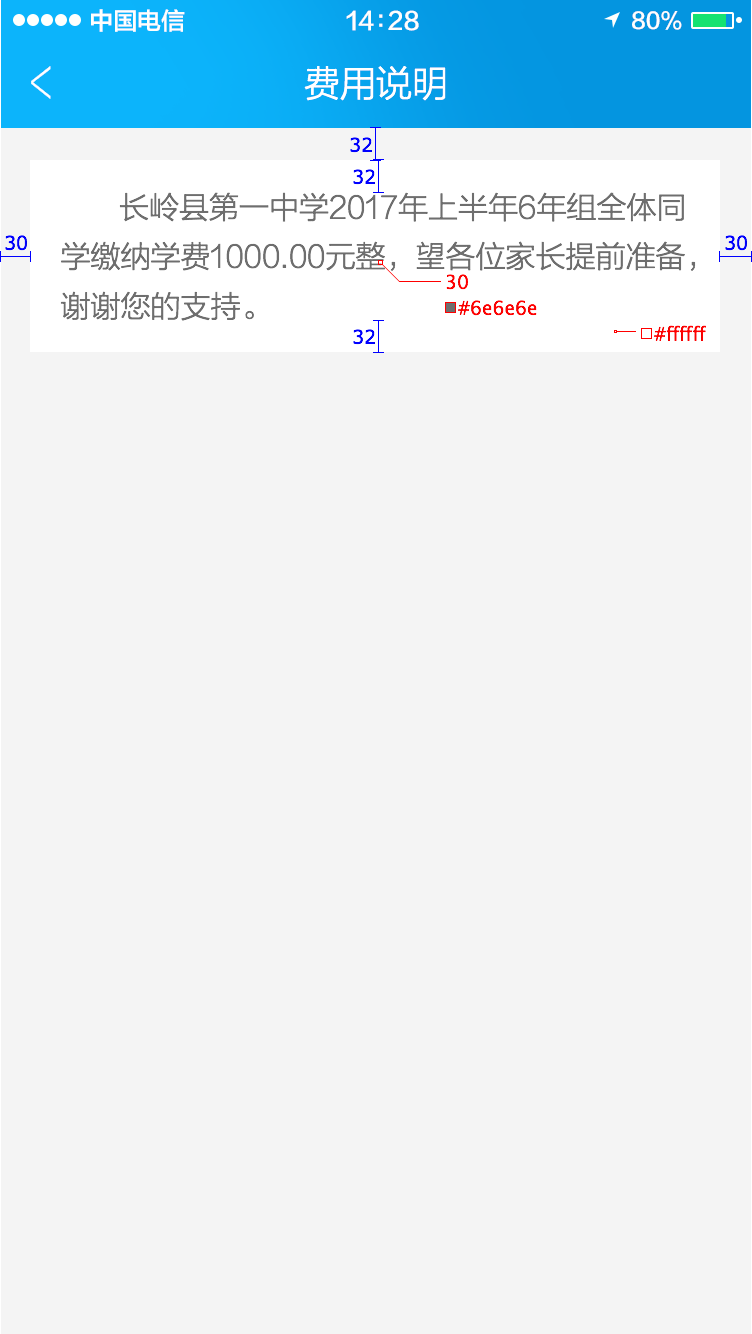 中国电信 14:28 80%
费用说明
32
32
长岭县第一中学2017年上半年6年组全体同
30 30
学缴纳学费1000.00元整，望各位家长提前准备，
30
谢谢您的支持。
#6e6e6e
32
#ffffff